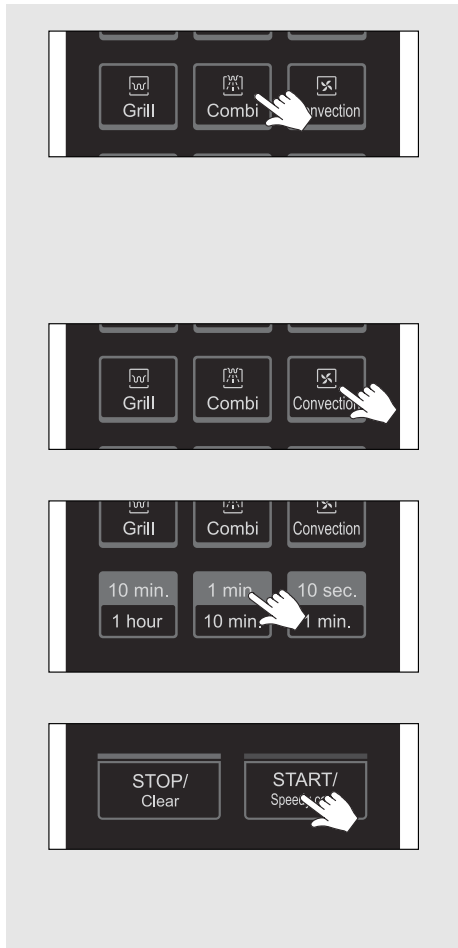 Grill Combi
Grill Combi
Grill Combi Convection
10 min. 1 min. 10 sec.
1 hour 10 min. 1 min.
STOP/ START/
Clear